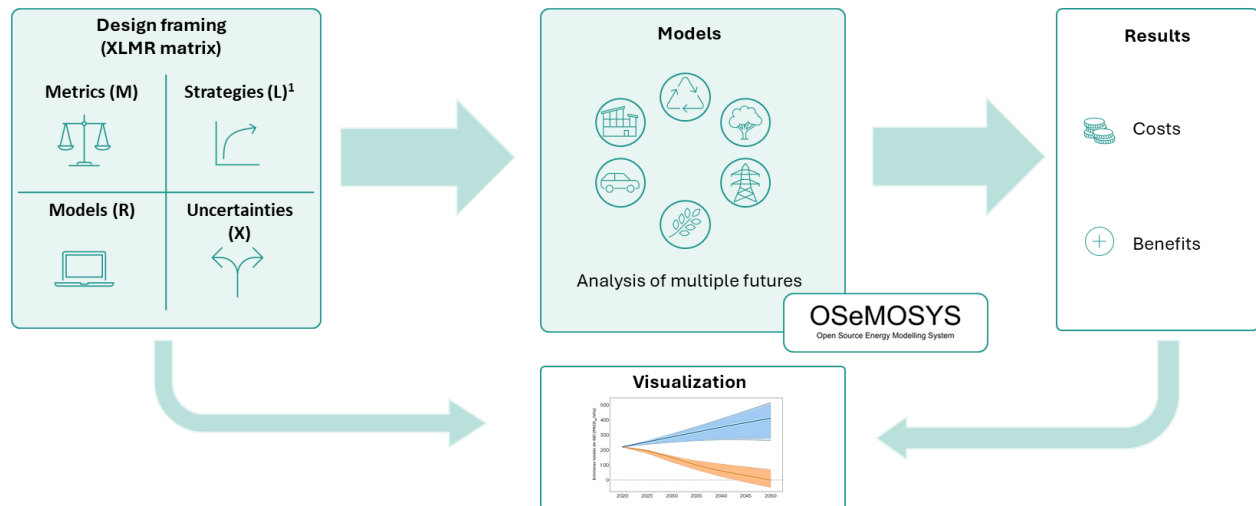 Design framing
(XLMR matrix)
Metrics (M)
Strategies (L)1
Models (R)
Uncertainties
(X)
Models
Analysis of multiple futures
OSeMOSYS
Open Source Energy Modelling System
Results
Costs
Benefits
Visualization
500
400
300
200
100
0
2020 2025 2030 2035 2040 2045 2050